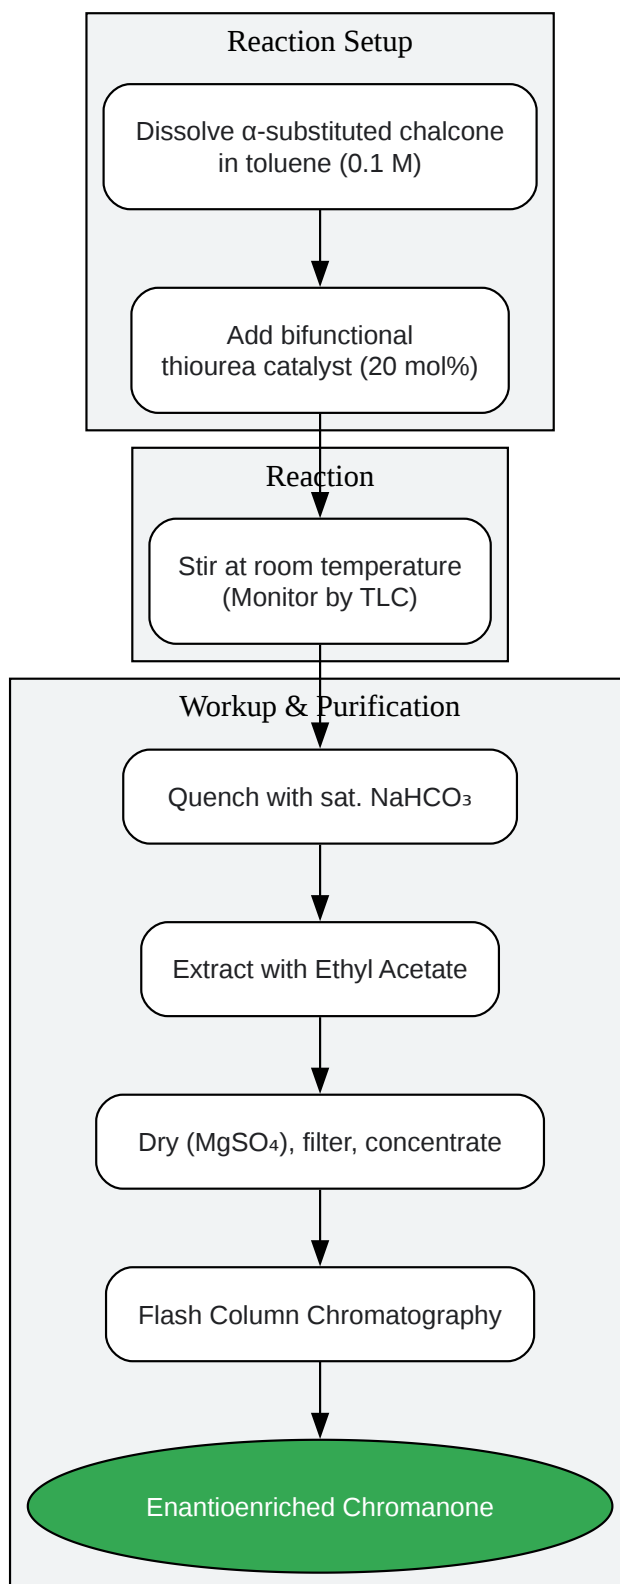 Reaction Setup
Dissolve α-substituted chalcone
in toluene (0.1 M)
Add bifunctional
thiourea catalyst (20 mol%)
Reaction
Stir at room temperature
(Monitor by TLC)
Workup & Purification
Quench with sat. NaHCO₃
Extract with Ethyl Acetate
Dry (MgSO₄), filter, concentrate
Flash Column Chromatography
Enantioenriched Chromanone